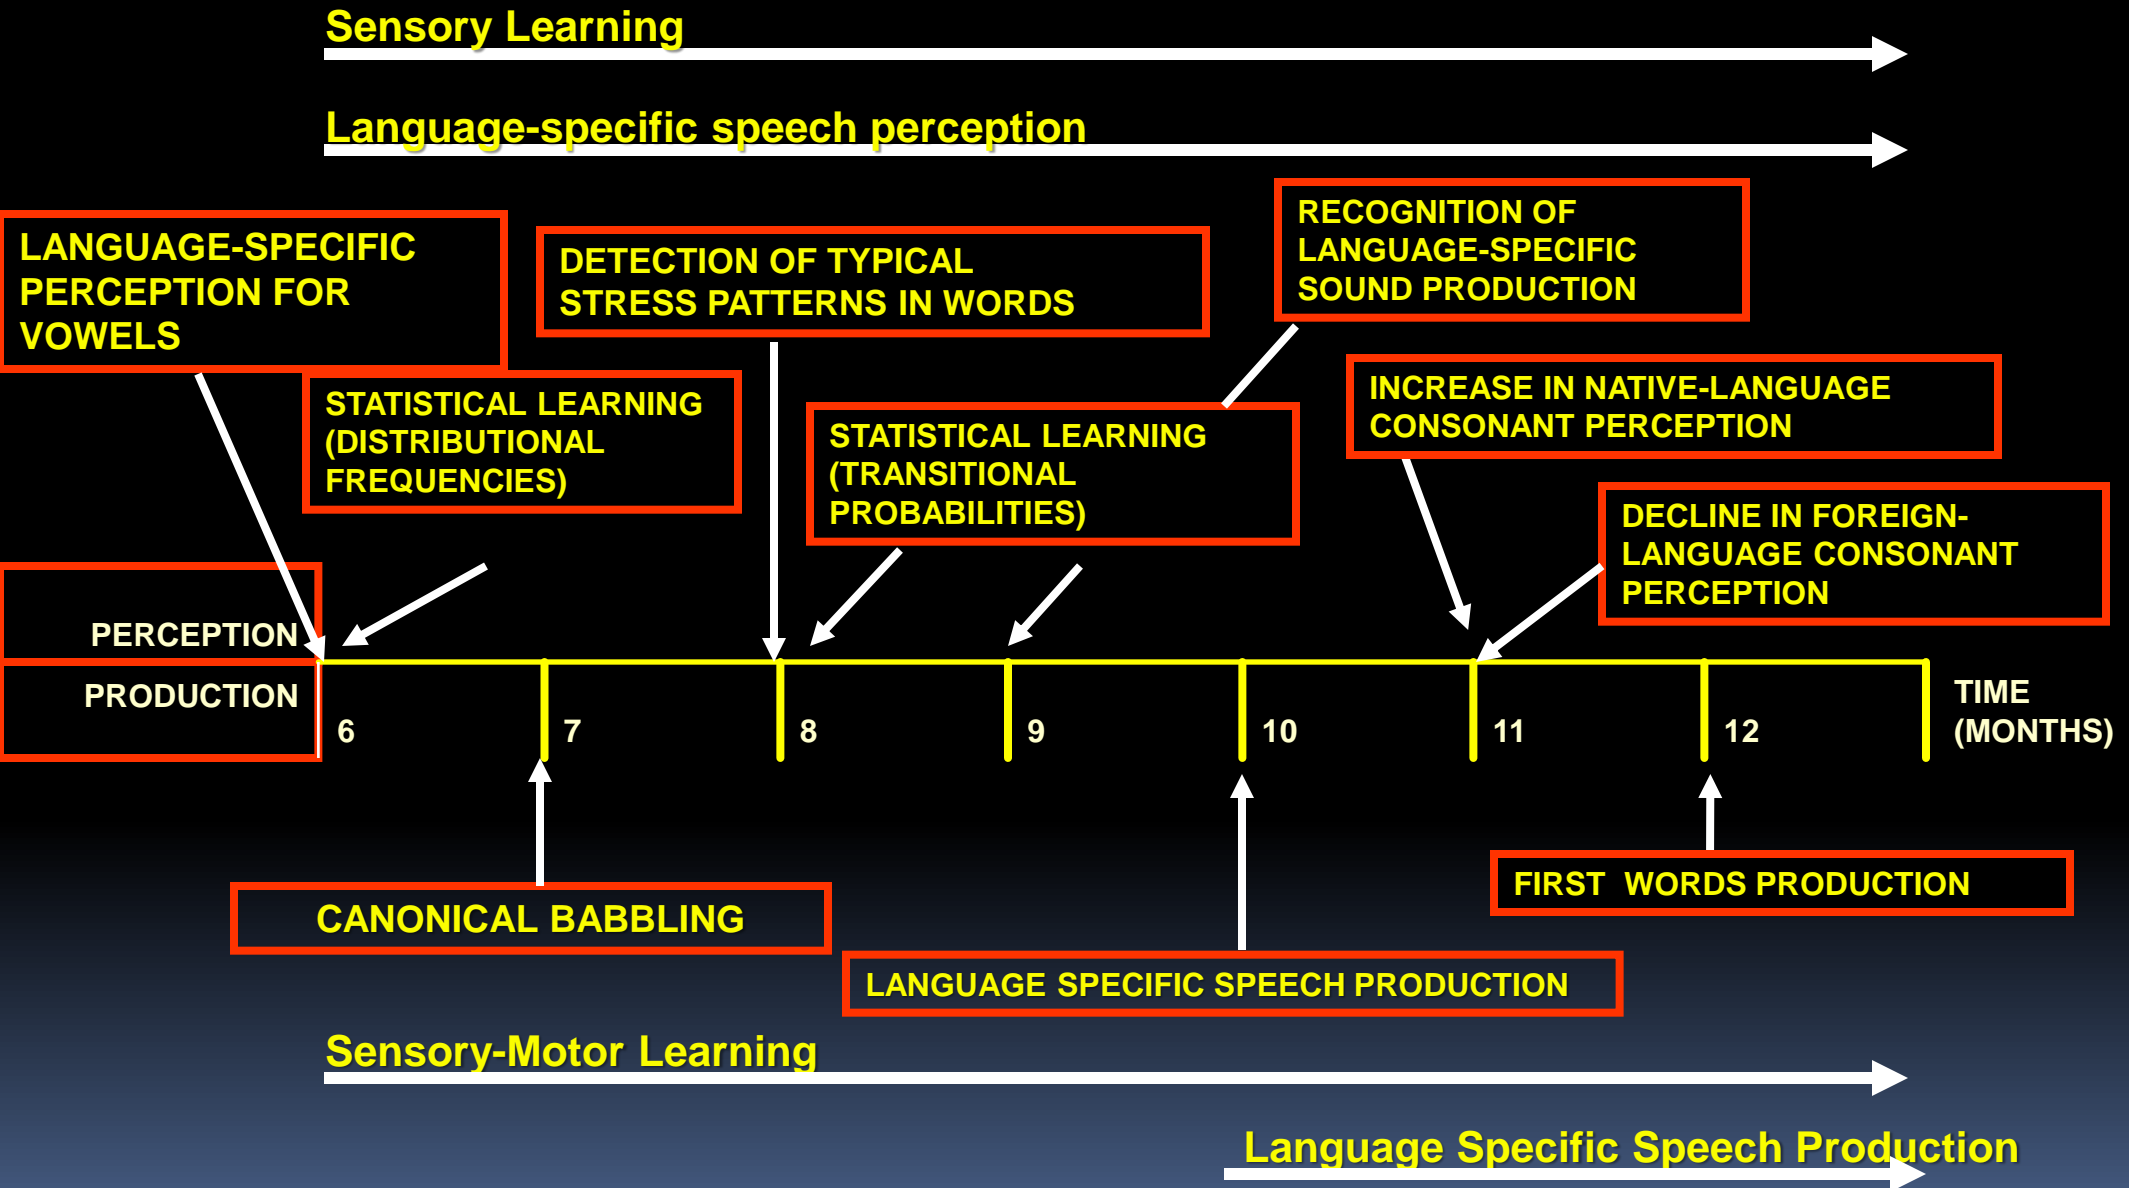 Sensory Learning
Language-specific speech perception
LANGUAGE-SPECIFIC
PERCEPTION FOR
VOWELS
DETECTION OF TYPICAL
STRESS PATTERNS IN WORDS
RECOGNITION OF
LANGUAGE-SPECIFIC
SOUND PRODUCTION
STATISTICAL LEARNING
(DISTRIBUTIONAL
FREQUENCIES)
STATISTICAL LEARNING
(TRANSITIONAL
PROBABILITIES)
INCREASE IN NATIVE-LANGUAGE
CONSONANT PERCEPTION
DECLINE IN FOREIGN-
LANGUAGE CONSONANT
PERCEPTION
PERCEPTION
PRODUCTION
6 7 8 9 10 11 12
TIME
(MONTHS)
CANONICAL BABBLING
FIRST WORDS PRODUCTION
LANGUAGE SPECIFIC SPEECH PRODUCTION
Sensory-Motor Learning
Language Specific Speech Production